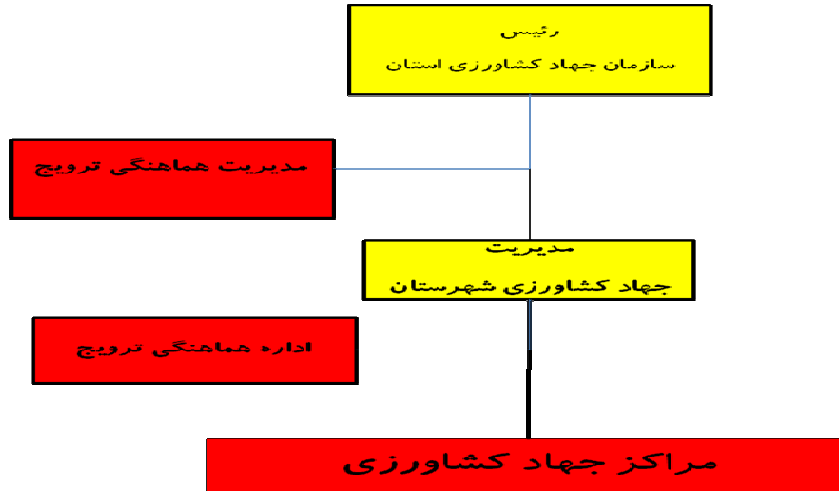 رئیس
سازمان جهاد کشاورزی استان
مدیریت هماهنگی ترویج
مدیریت
جهاد کشاورزی شهرستان
اداره هماهنگی ترویج
مراکز جهاد کشاورزی